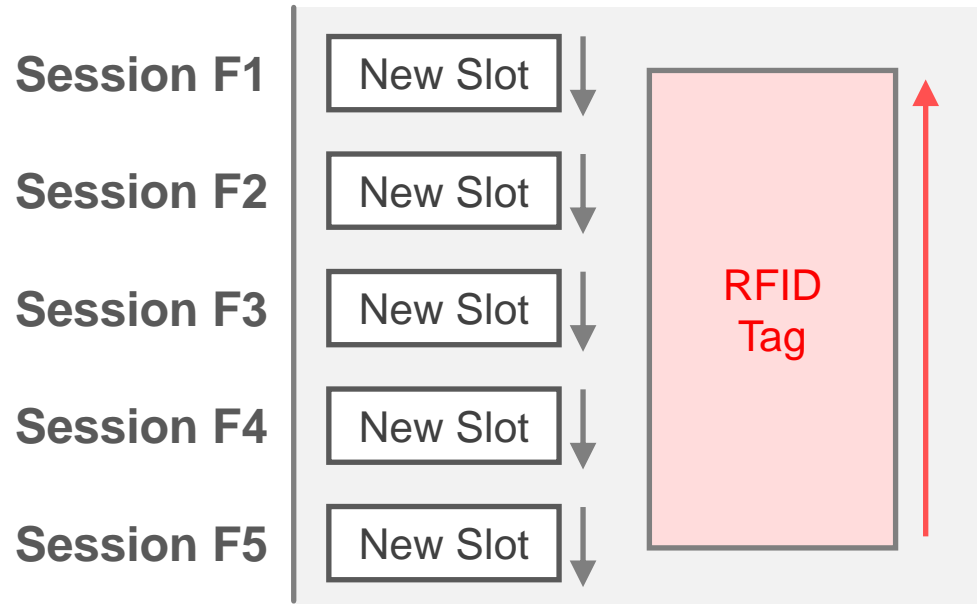 Session F1
New Slot
Session F2
New Slot
Session F3
New Slot
RFID
Tag
Session F4
New Slot
Session F5
New Slot